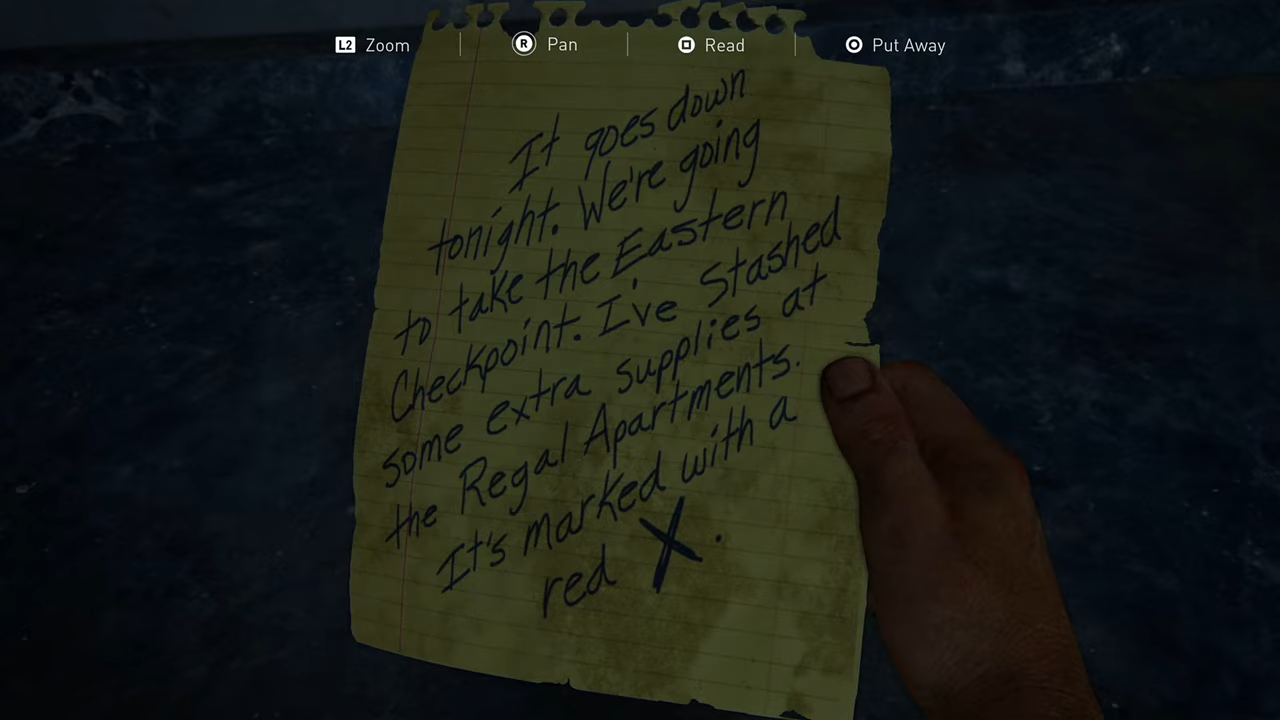 L2 Zoom | R Pan | Read | Put Away
It goes down
tonight. We're going
to take the Eastern
Checkpoint. I've Stashed
some extra supplies at
the Regal Apartments.
It's marked with a
red X.